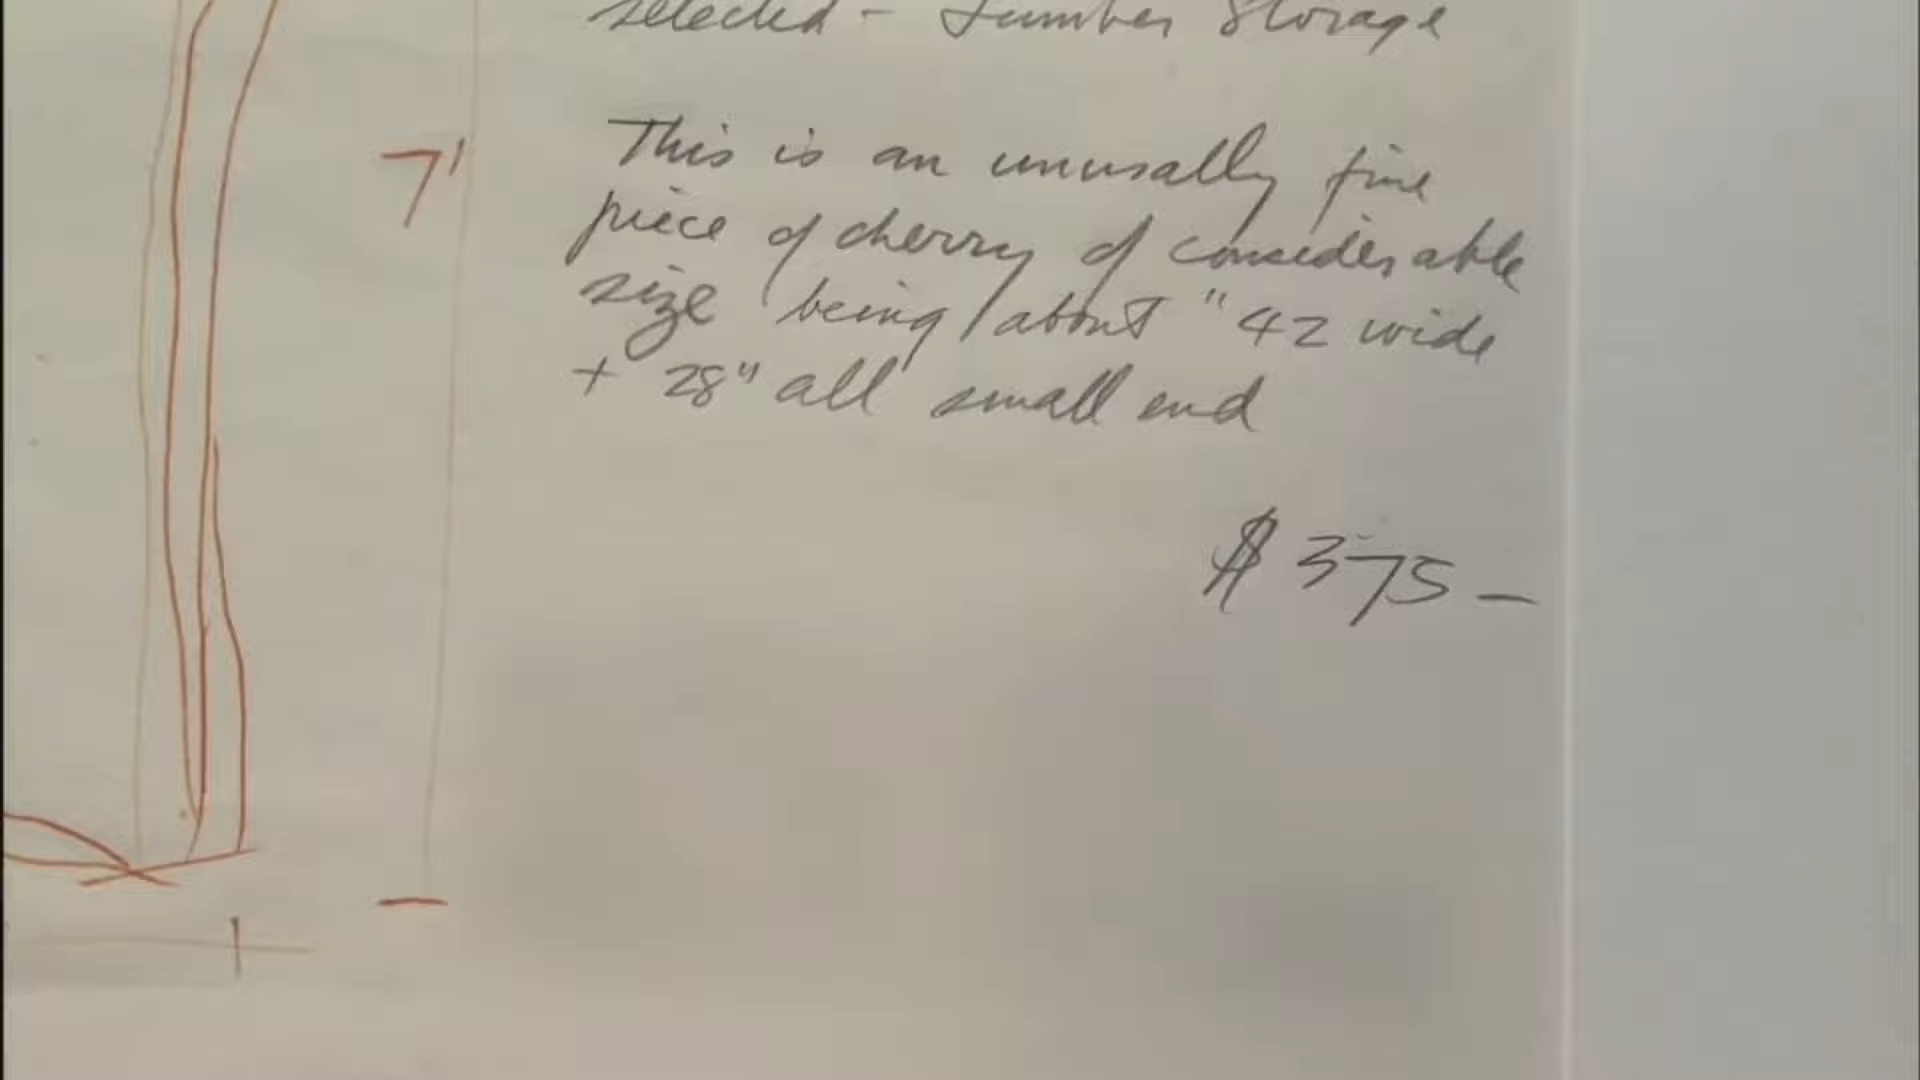 selected - Lumber Storage
7'
This is an unusally fine
piece of cherry of considerable
size being about "42 wide
+ 28" all small end
$375 —